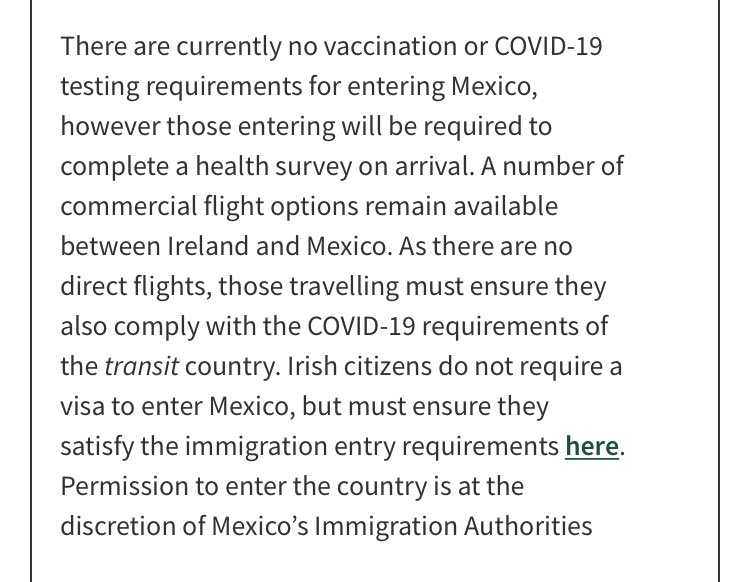 There are currently no vaccination or COVID-19
testing requirements for entering Mexico,
however those entering will be required to
complete a health survey on arrival. A number of
commercial flight options remain available
between Ireland and Mexico. As there are no
direct flights, those travelling must ensure they
also comply with the COVID-19 requirements of
the transit country. Irish citizens do not require a
visa to enter Mexico, but must ensure they
satisfy the immigration entry requirements here.
Permission to enter the country is at the
discretion of Mexico’s Immigration Authorities